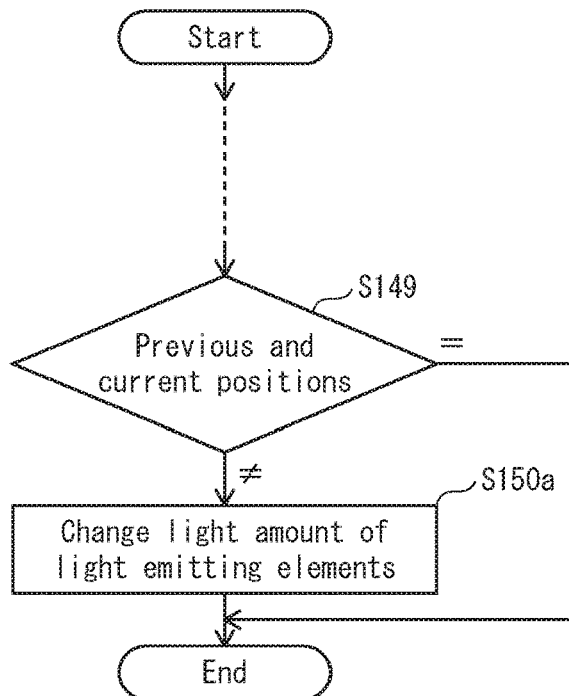 Start
S149
Previous and
current positions
=
≠
S150a
Change light amount of
light emitting elements
End